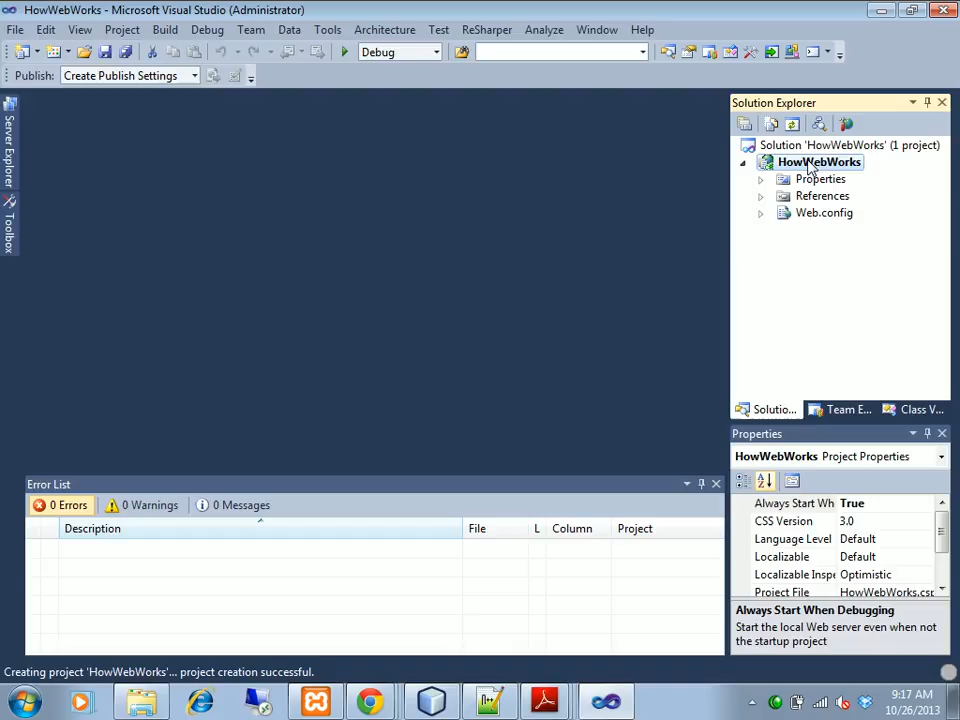 HowWebWorks - Microsoft Visual Studio (Administrator)
File Edit View Project Build Debug Team Data Tools Architecture Test ReSharper Analyze Window Help
Debug
Publish: Create Publish Settings
Server Explorer
Toolbox
Solution Explorer
Solution 'HowWebWorks' (1 project)
HowWebWorks
Properties
References
Web.config
Solutio... Team E... Class V...
Properties
HowWebWorks Project Properties
Always Start Wh True
CSS Version 3.0
Language Level Default
Localizable Default
Localizable Inspe Optimistic
Project File HowWebWorks.csp
Always Start When Debugging
Start the local Web server even when not
the startup project
Error List
0 Errors 0 Warnings 0 Messages
Description File L Column Project
Creating project 'HowWebWorks'... project creation successful.
9:17 AM
10/26/2013